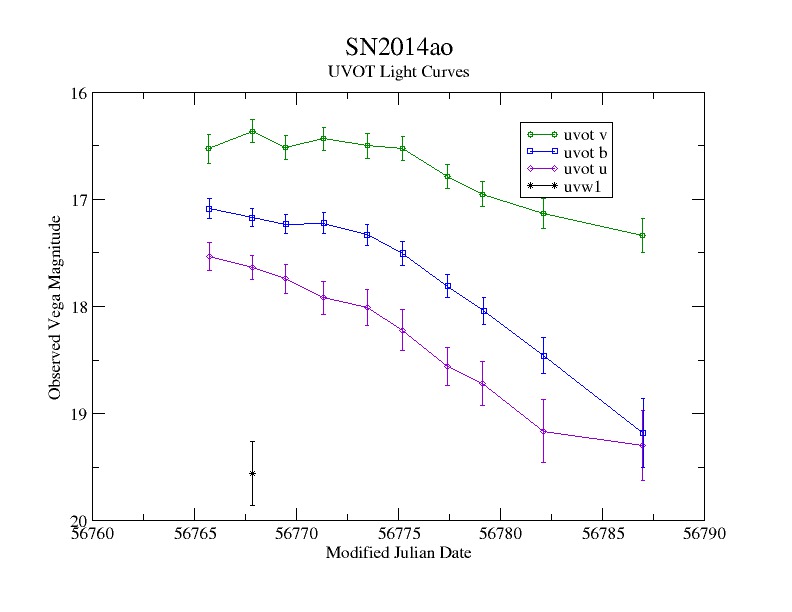 SN2014ao
UVOT Light Curves
16
17
18
19
20
Observed Vega Magnitude
uvot v
uvot b
uvot u
uvw1
56760 56765 56770 56775 56780 56785 56790
Modified Julian Date